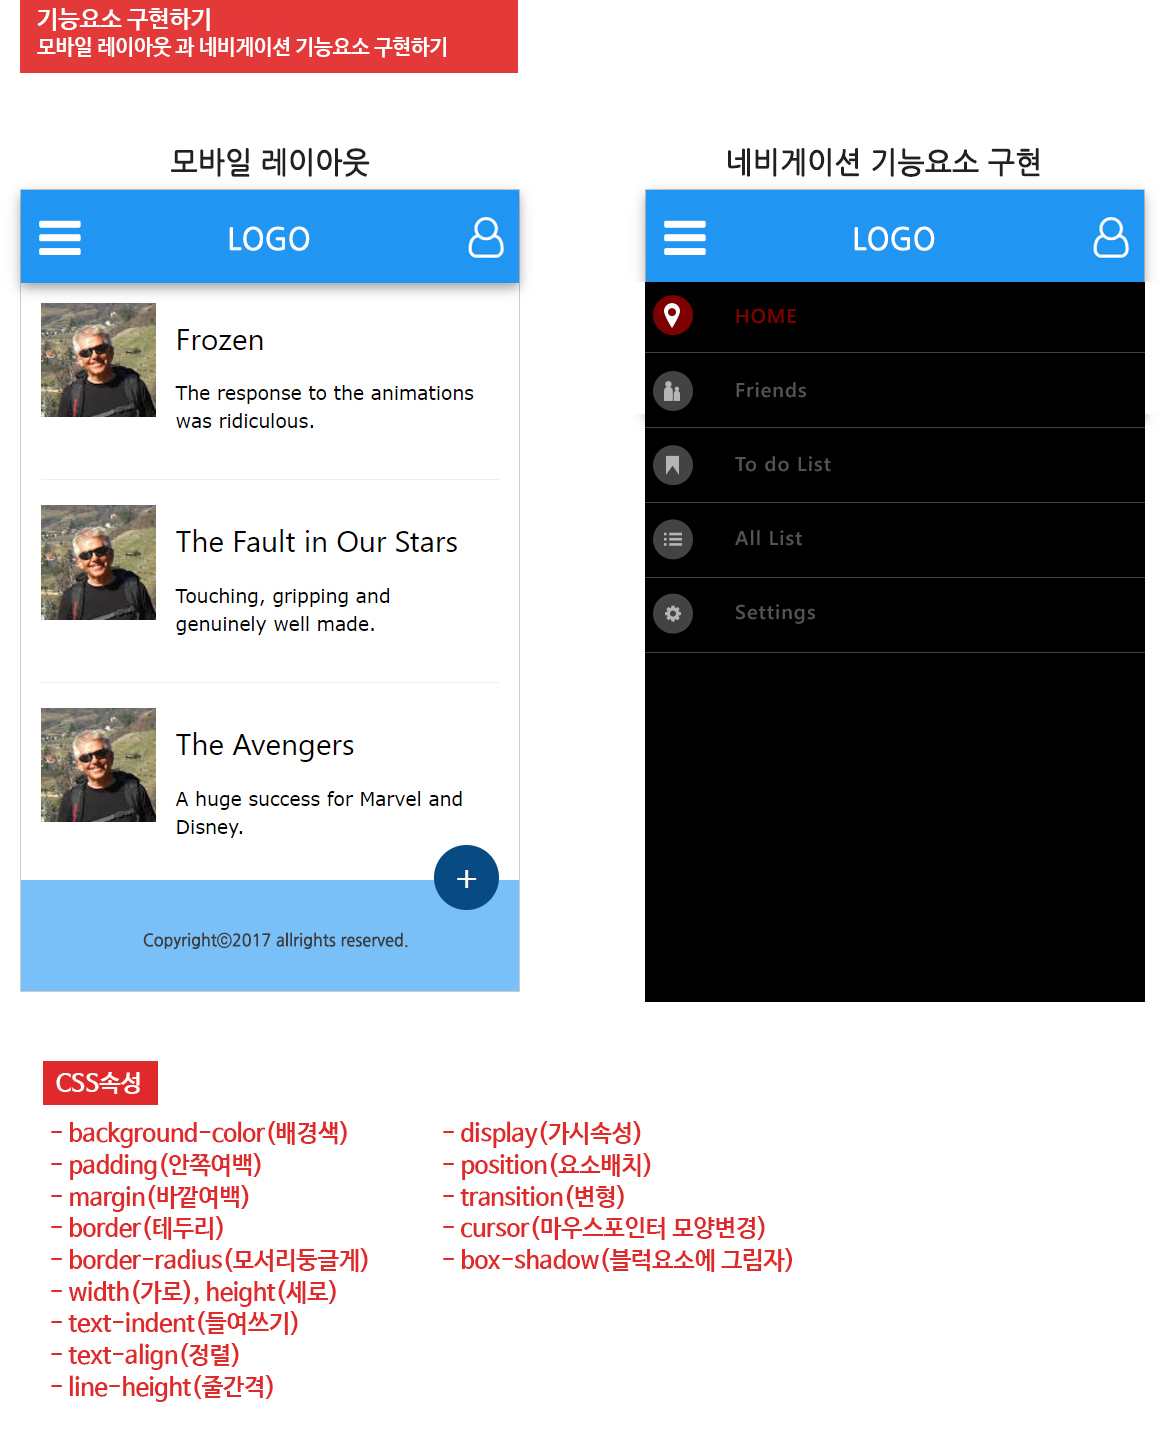 기능요소 구현하기
모바일 레이아웃 과 네비게이션 기능요소 구현하기
모바일 레이아웃
LOGO
Frozen
The response to the animations
was ridiculous.
The Fault in Our Stars
Touching, gripping and
genuinely well made.
The Avengers
A huge success for Marvel and
Disney.
+
Copyrightⓒ2017 allrights reserved.
네비게이션 기능요소 구현
LOGO
HOME
Friends
To do List
All List
Settings
CSS속성
- background-color(배경색)
- padding(안쪽여백)
- margin(바깥여백)
- border(테두리)
- border-radius(모서리둥글게)
- width(가로), height(세로)
- text-indent(들여쓰기)
- text-align(정렬)
- line-height(줄간격)
- display(가시속성)
- position(요소배치)
- transition(변형)
- cursor(마우스포인터 모양변경)
- box-shadow(블럭요소에 그림자)